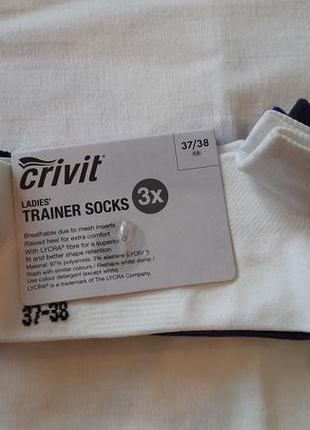 37/38
crivit
LADIES'
TRAINER SOCKS 3x
Breathable due to mesh inserts
Raised heel for extra comfort
With LYCRA® fibre for a superior
fit and better shape retention
Material: 97% polyamide, 3% elastane (LYCRA®)
Wash with similar colours / Reshape whilst damp /
Use colour detergent (except white)
LYCRA® is a trademark of The LYCRA Company
37-38